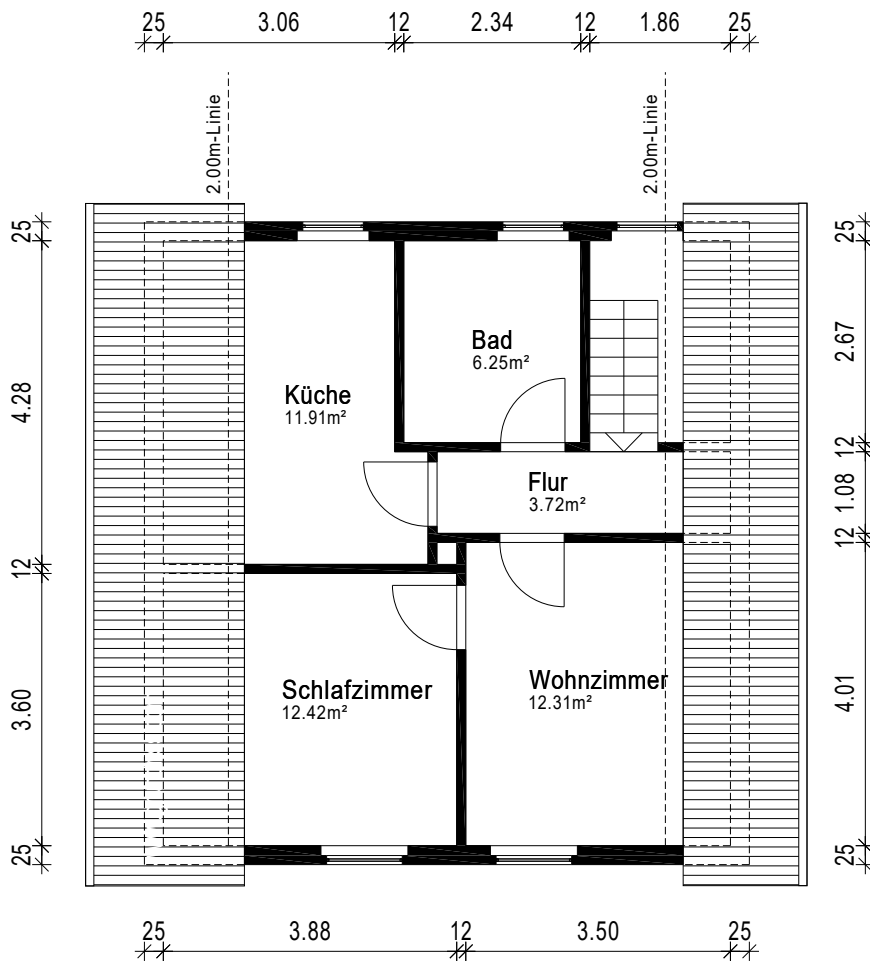 25 3.06 12 2.34 12 1.86 25
2.00m-Linie
2.00m-Linie
25
4.28
12
3.60
25
25
2.67
12
1.08
12
4.01
25
Bad
6.25m²
Küche
11.91m²
Flur
3.72m²
Schlafzimmer
12.42m²
Wohnzimmer
12.31m²
25 3.88 12 3.50 25